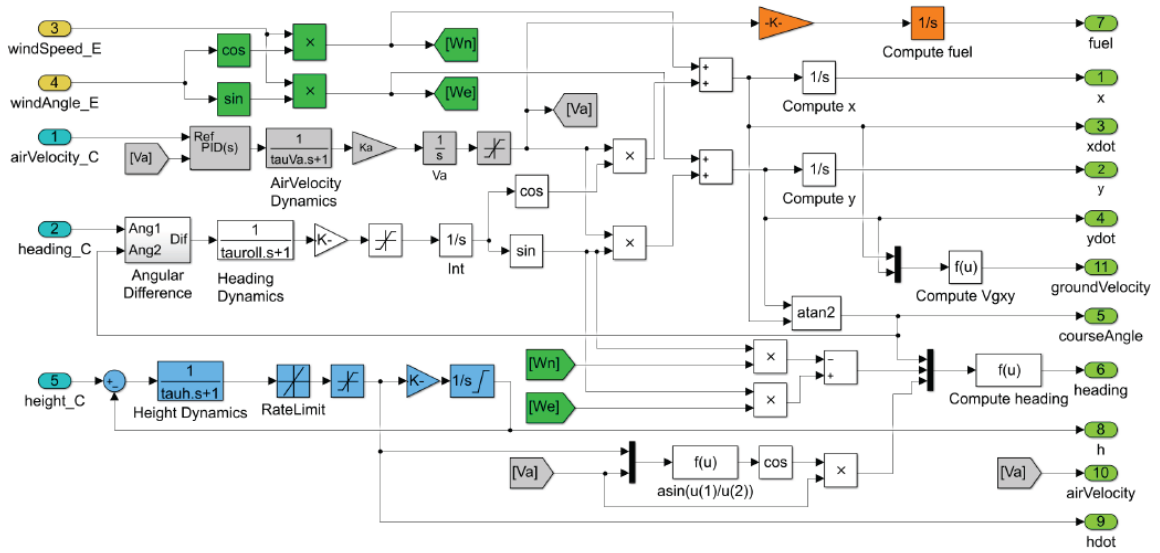 3
windSpeed_E
4
windAngle_E
cos
sin
×
×
[Wn]
[We]
-K-
1/s
Compute fuel
7
fuel
1
airVelocity_C
[Va]
Ref
PID(s)
1
tauVa.s+1
AirVelocity
Dynamics
Ka
1
s
Va
[Va]
+
+
1/s
Compute x
1
x
3
xdot
×
cos
+
+
1/s
Compute y
2
y
4
ydot
2
heading_C
Ang1
Ang2
Dif
Angular
Difference
1
tauroll.s+1
Heading
Dynamics
K-
1/s
Int
sin
×
f(u)
Compute Vgxy
11
groundVelocity
atan2
5
courseAngle
5
height_C
+
-
1
tauh.s+1
Height Dynamics
RateLimit
K-
1/s
[Wn]
[We]
×
×
−
+
f(u)
Compute heading
6
heading
8
h
[Va]
f(u)
asin(u(1)/u(2))
cos
×
[Va]
10
airVelocity
9
hdot